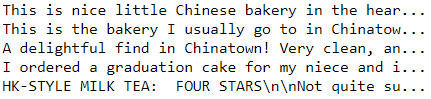 This is nice little Chinese bakery in the hear...
This is the bakery I usually go to in Chinatow...
A delightful find in Chinatown! Very clean, an...
I ordered a graduation cake for my niece and i...
HK-STYLE MILK TEA:  FOUR STARS\n\nNot quite su...